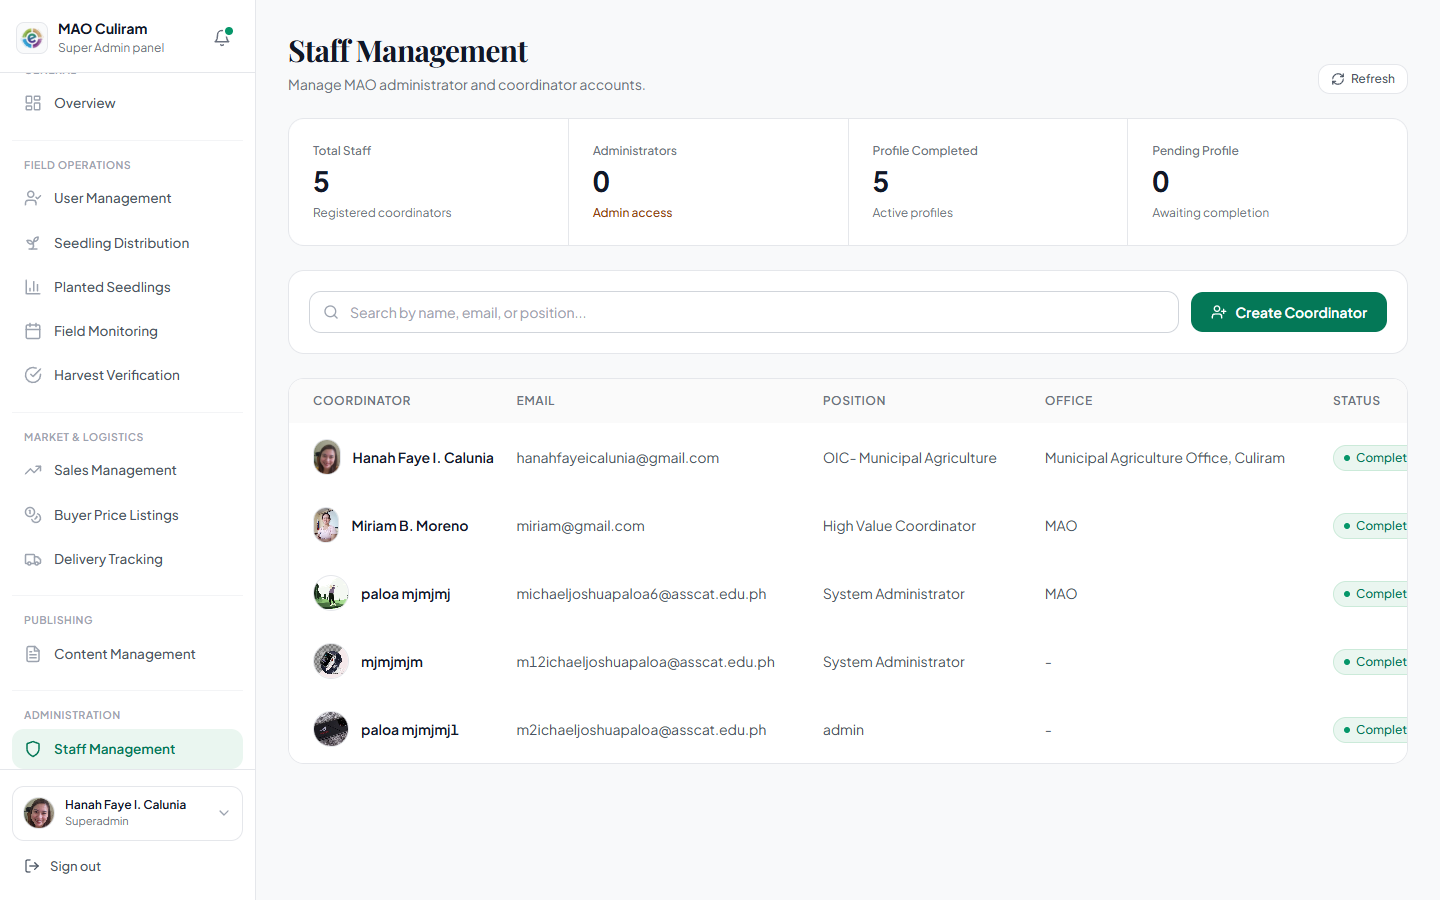 MAO Culiram
Super Admin panel
Overview
FIELD OPERATIONS
User Management
Seedling Distribution
Planted Seedlings
Field Monitoring
Harvest Verification
MARKET & LOGISTICS
Sales Management
Buyer Price Listings
Delivery Tracking
PUBLISHING
Content Management
ADMINISTRATION
Staff Management
Hanah Faye I. Calunia
Superadmin
Sign out
Staff Management
Manage MAO administrator and coordinator accounts.
Refresh
Total Staff
5
Registered coordinators
Administrators
0
Admin access
Profile Completed
5
Active profiles
Pending Profile
0
Awaiting completion
Search by name, email, or position...
Create Coordinator
COORDINATOR EMAIL POSITION OFFICE STATUS
Hanah Faye I. Calunia hanahfayeicalunia@gmail.com OIC- Municipal Agriculture Municipal Agriculture Office, Culiram Complet
Miriam B. Moreno miriam@gmail.com High Value Coordinator MAO Complet
paloa mjmjmj michaeljoshuapaloa6@asscat.edu.ph System Administrator MAO Complet
mjmjmjm m12ichaeljoshuapaloa@asscat.edu.ph System Administrator - Complet
paloa mjmjmj1 m2ichaeljoshuapaloa@asscat.edu.ph admin - Complet